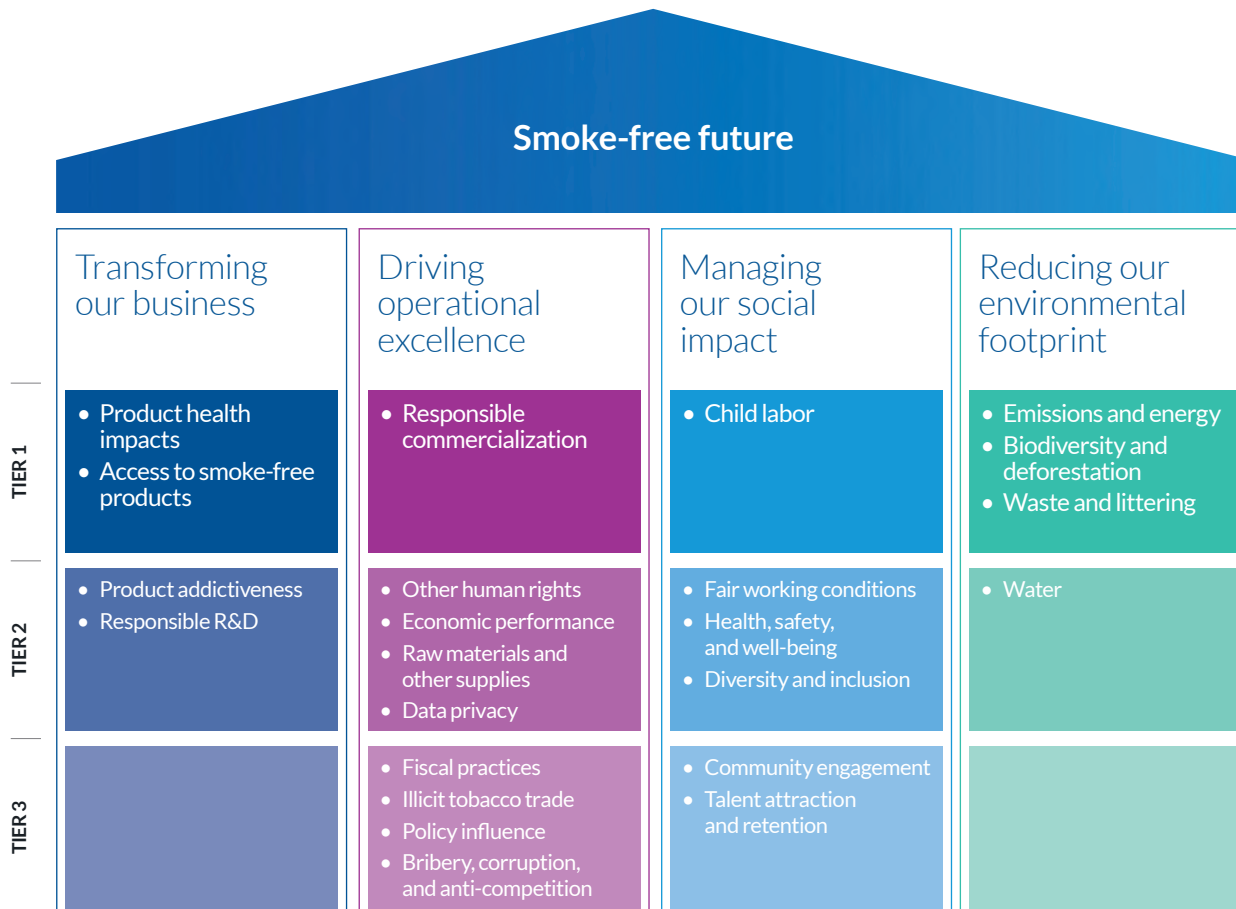 Smoke-free future
Transforming
our business
Driving
operational
excellence
Managing
our social
impact
Reducing our
environmental
footprint
TIER 1
• Product health
impacts
• Access to smoke-free
products
• Responsible
commercialization
• Child labor
• Emissions and energy
• Biodiversity and
deforestation
• Waste and littering
TIER 2
• Product addictiveness
• Responsible R&D
• Other human rights
• Economic performance
• Raw materials and
other supplies
• Data privacy
• Fair working conditions
• Health, safety,
and well-being
• Diversity and inclusion
• Water
TIER 3
• Fiscal practices
• Illicit tobacco trade
• Policy influence
• Bribery, corruption,
and anti-competition
• Community engagement
• Talent attraction
and retention